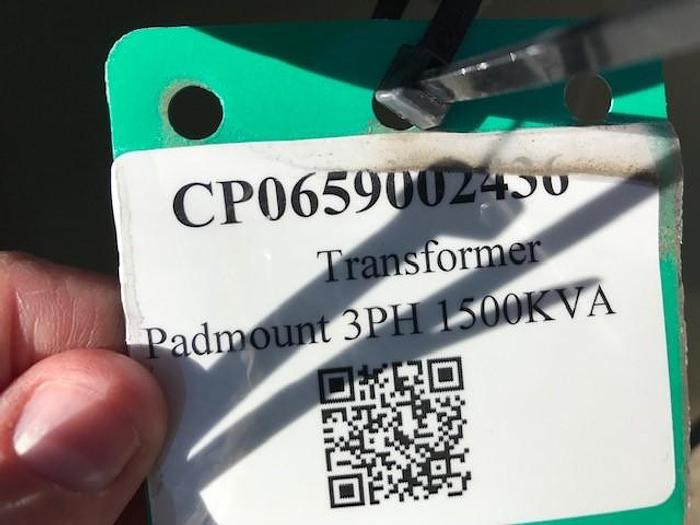 CP0659002436
Transformer
Padmount 3PH 1500KVA